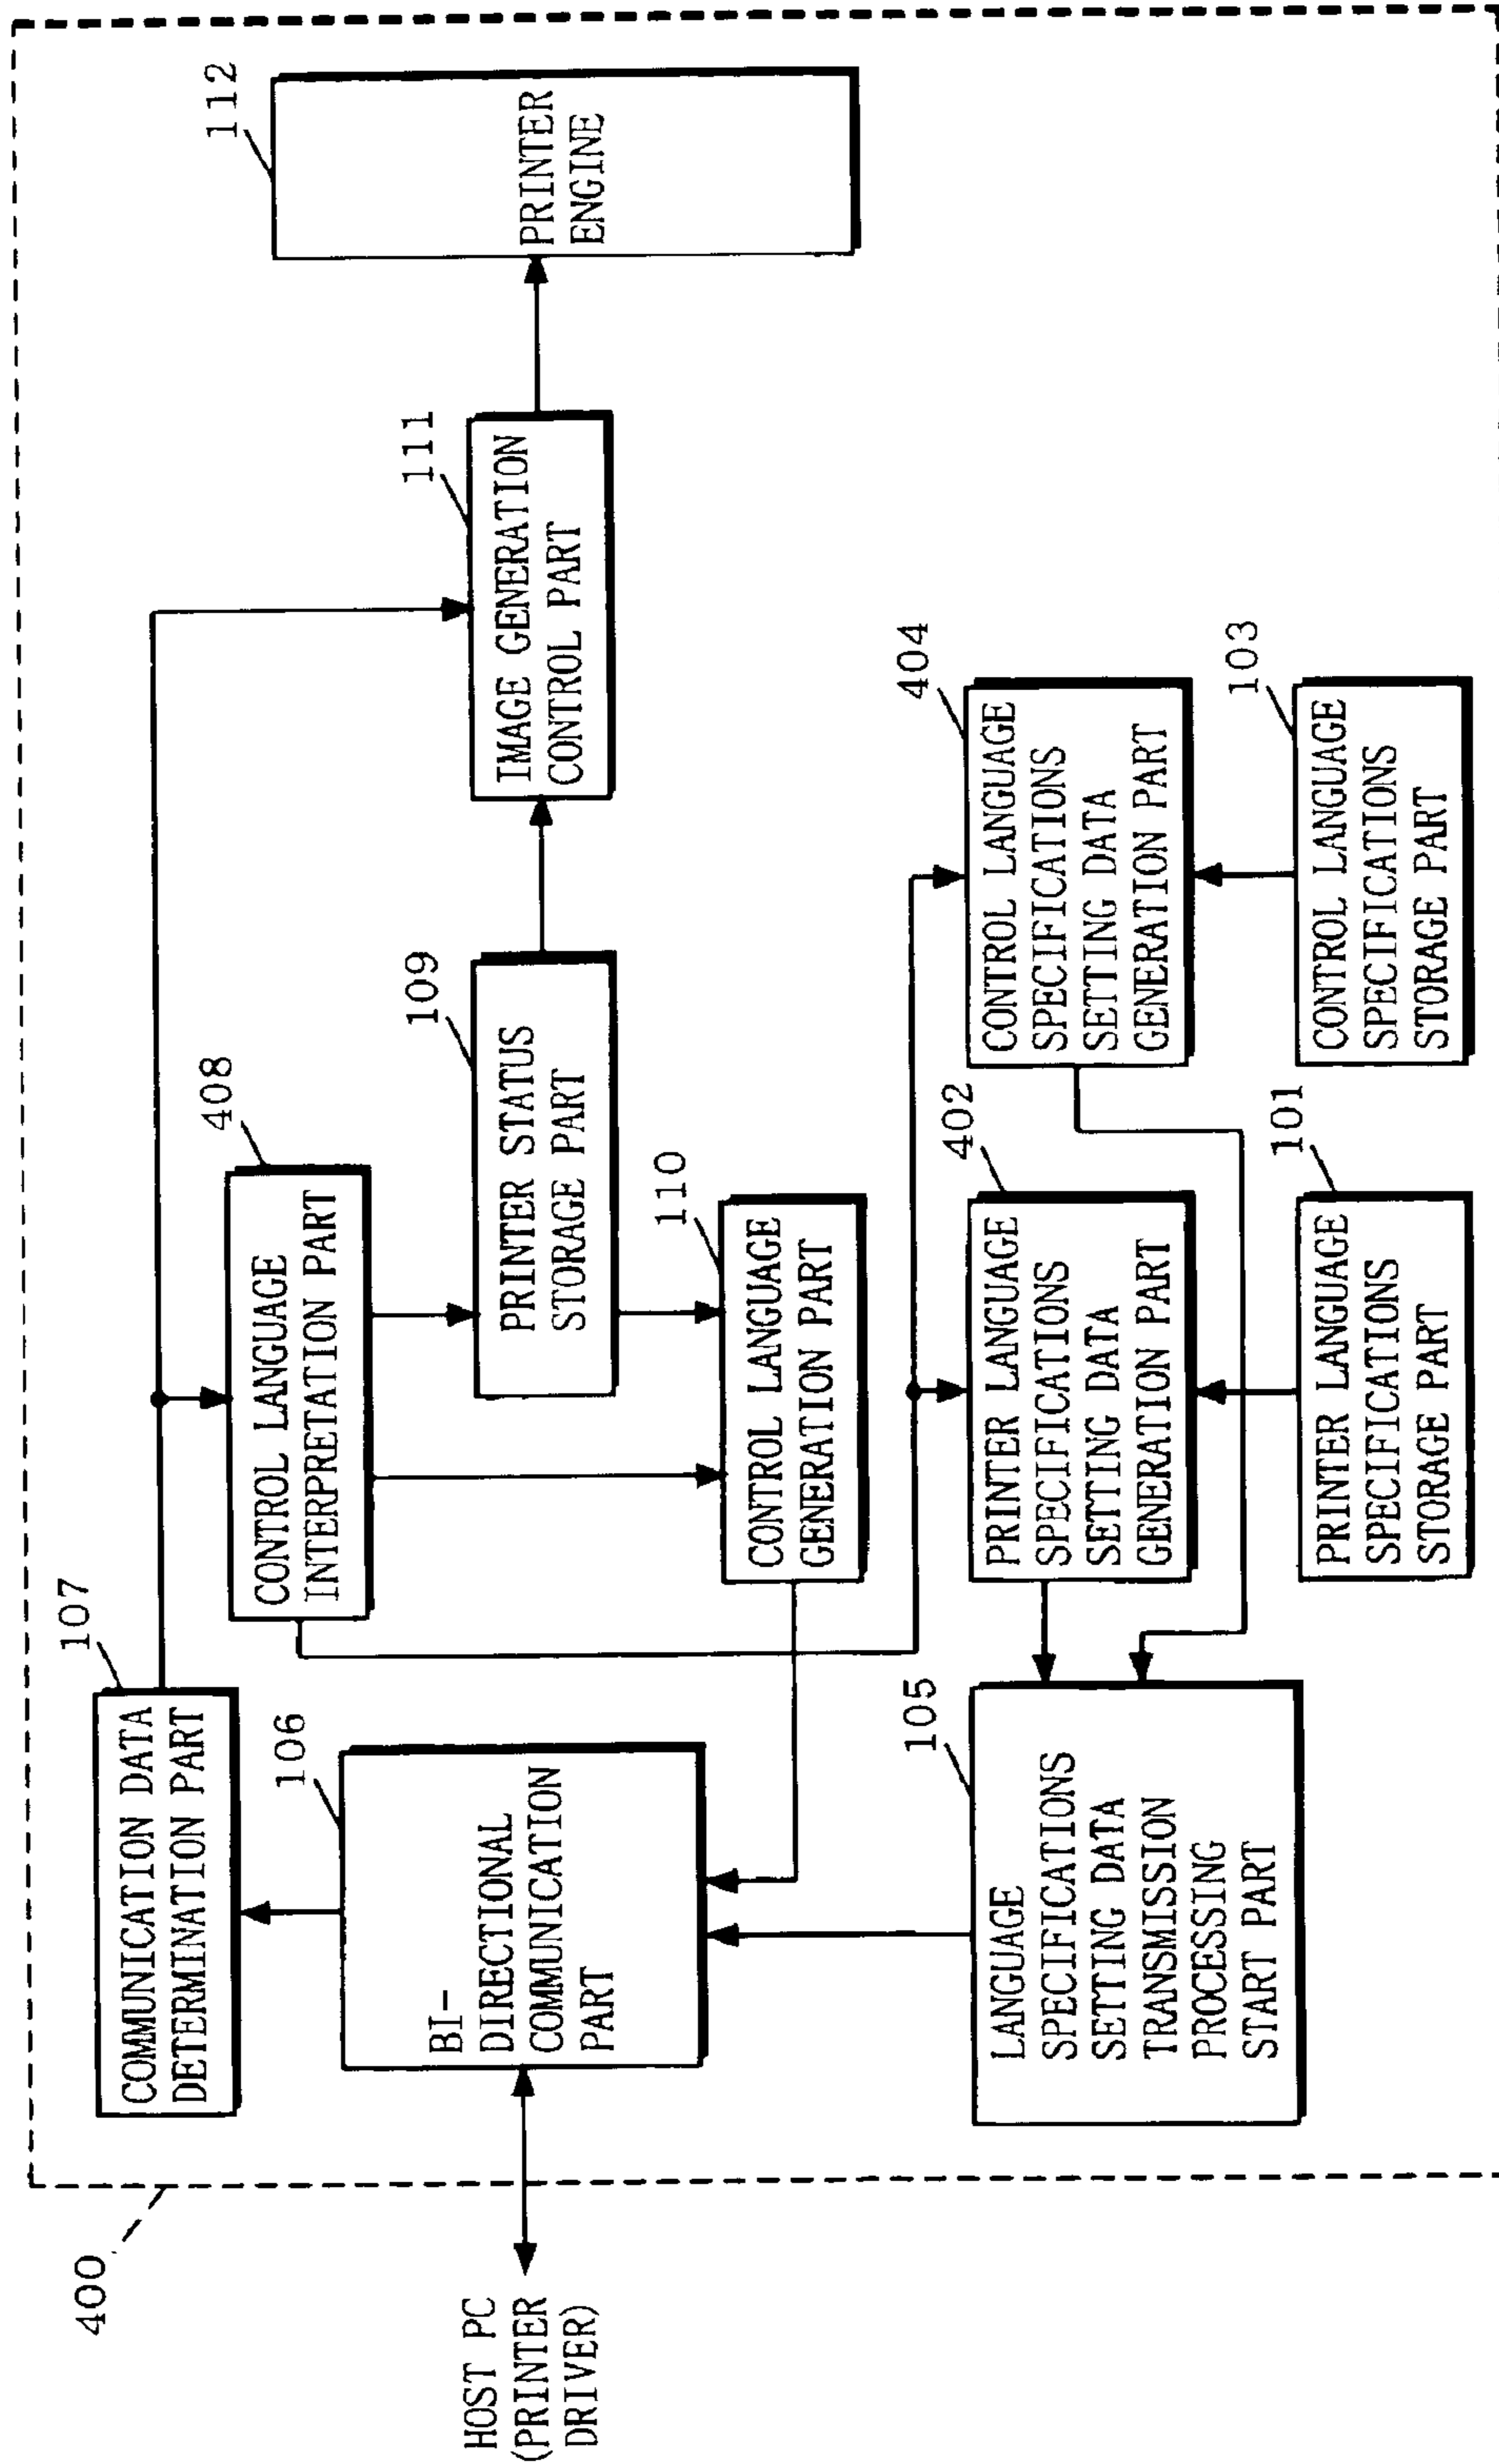 400
HOST PC
(PRINTER
DRIVER)
107
COMMUNICATION DATA
DETERMINATION PART
106
BI-
DIRECTIONAL
COMMUNICATION
PART
105
LANGUAGE
SPECIFICATIONS
SETTING DATA
TRANSMISSION
PROCESSING
START PART
408
CONTROL LANGUAGE
INTERPRETATION PART
109
PRINTER STATUS
STORAGE PART
110
CONTROL LANGUAGE
GENERATION PART
402
PRINTER LANGUAGE
SPECIFICATIONS
SETTING DATA
GENERATION PART
101
PRINTER LANGUAGE
SPECIFICATIONS
STORAGE PART
404
CONTROL LANGUAGE
SPECIFICATIONS
SETTING DATA
GENERATION PART
103
CONTROL LANGUAGE
SPECIFICATIONS
STORAGE PART
111
IMAGE GENERATION
CONTROL PART
112
PRINTER
ENGINE